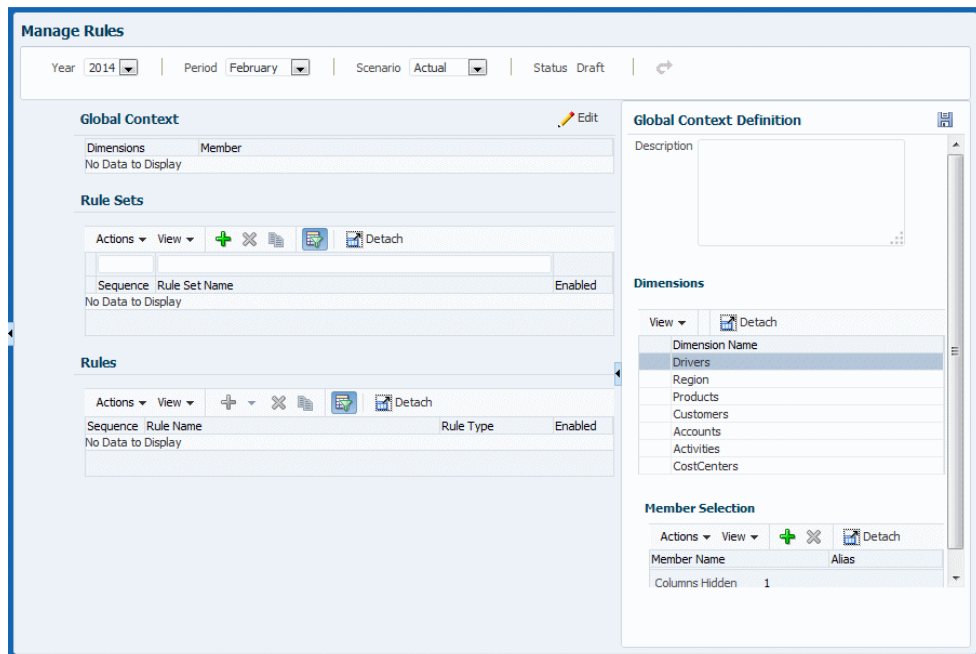 Manage Rules
Year 2014 Period February Scenario Actual Status Draft
Global Context
Edit
Dimensions Member
No Data to Display
Rule Sets
Actions View Detach
Sequence Rule Set Name Enabled
No Data to Display
Rules
Actions View Detach
Sequence Rule Name Rule Type Enabled
No Data to Display
Global Context Definition
Description
Dimensions
View Detach
Dimension Name
Drivers
Region
Products
Customers
Accounts
Activities
CostCenters
Member Selection
Actions View Detach
Member Name Alias
Columns Hidden 1